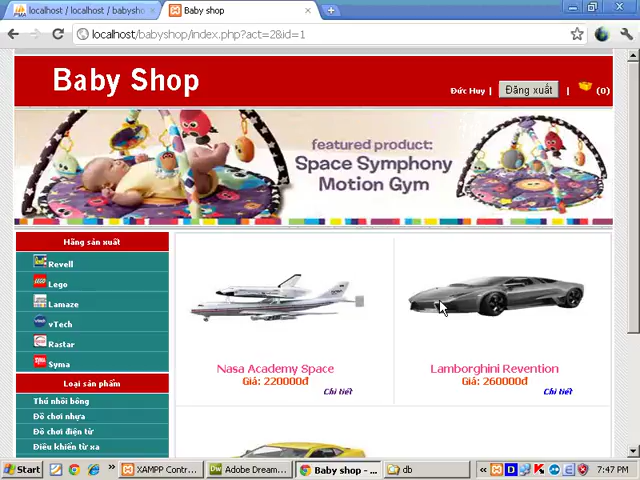 localhost / localhost / babysho
Baby shop
localhost/babyshop/index.php?act=2&id=1
Baby Shop
Đức Huy |
Đăng xuất
| (0)
featured product:
Space Symphony
Motion Gym
Hãng sản xuất
Revell
Lego
Lamaze
vTech
Rastar
Syma
Loại sản phẩm
Thú nhồi bông
Đồ chơi nhựa
Đồ chơi điện tử
Điều khiển từ xa
Nasa Academy Space
Giá: 220000đ
Chi tiết
Lamborghini Revention
Giá: 260000đ
Chi tiết
Start
XAMPP Contr...
Adobe Dream...
Baby shop - ...
db
7:47 PM